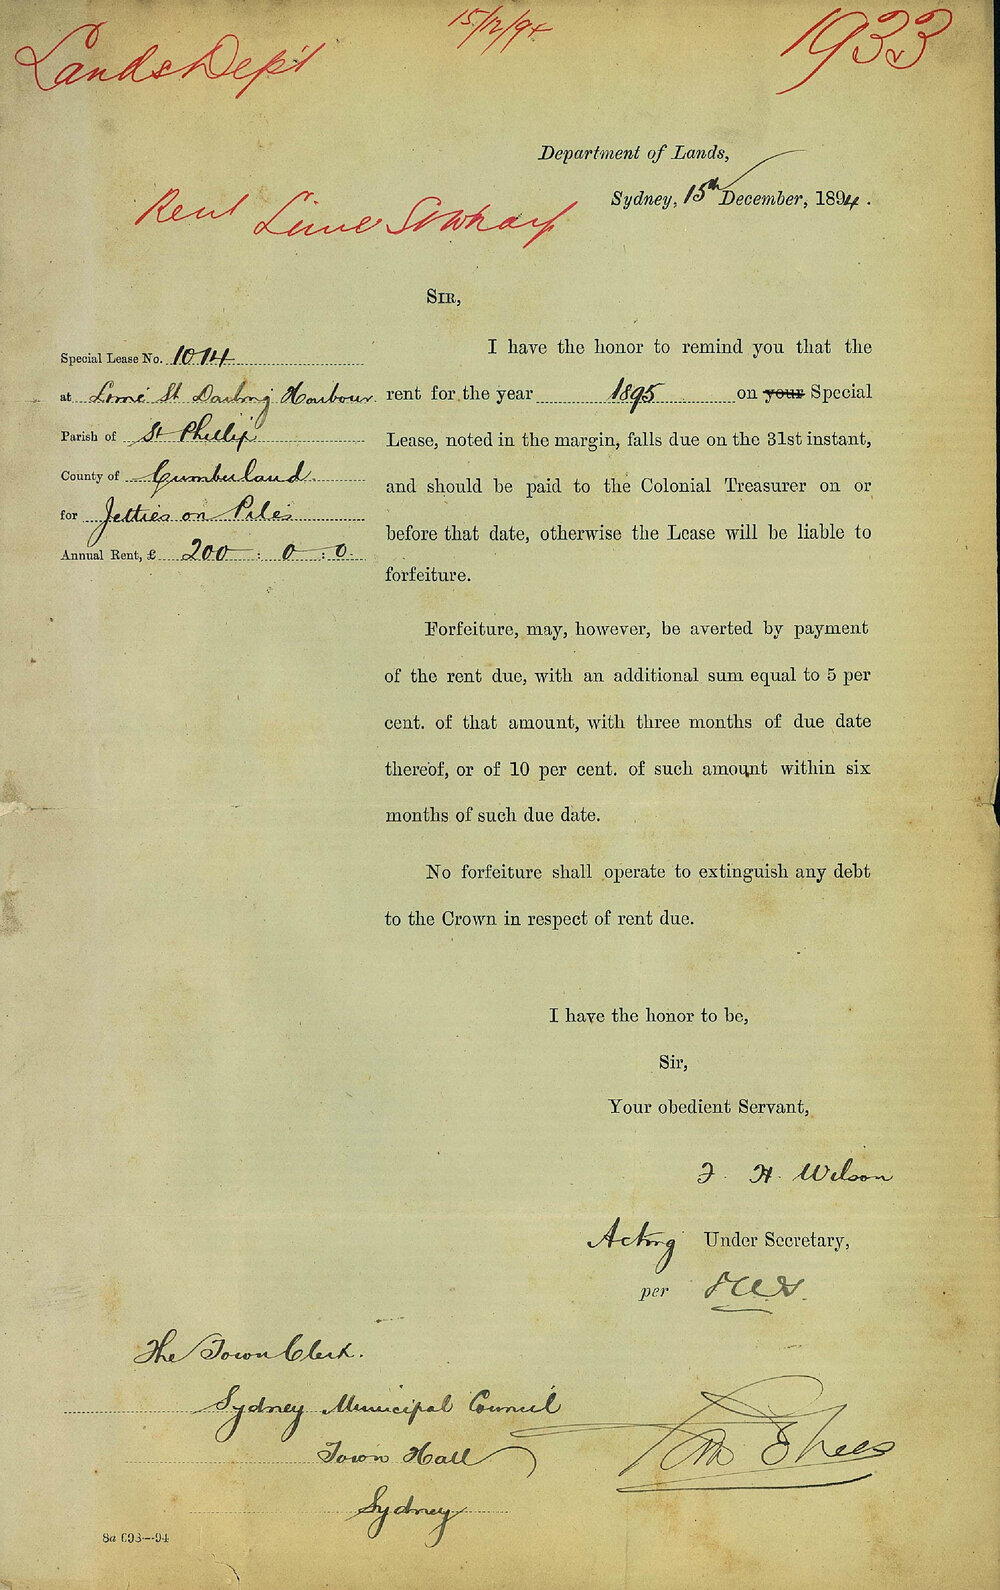 15/12/94
Lands Dept
1933
Department of Lands,
Sydney, 15th December, 1894.
Rent Lime St Wharf
SIR,
Special Lease No. 1014
at Lime St Darling Harbour
Parish of St Phillip
County of Cumberland
for Jetties on Piles
Annual Rent, £ 200 : 0 : 0.
I have the honor to remind you that the
rent for the year 1895 on your Special
Lease, noted in the margin, falls due on the 31st instant,
and should be paid to the Colonial Treasurer on or
before that date, otherwise the Lease will be liable to
forfeiture.
Forfeiture, may, however, be averted by payment
of the rent due, with an additional sum equal to 5 per
cent. of that amount, with three months of due date
thereof, or of 10 per cent. of such amount within six
months of such due date.
No forfeiture shall operate to extinguish any debt
to the Crown in respect of rent due.
I have the honor to be,
Sir,
Your obedient Servant,
F. H. Wilson
Acting Under Secretary,
per
The Town Clerk.
Sydney Municipal Council
Town Hall
Sydney
8a 693—94